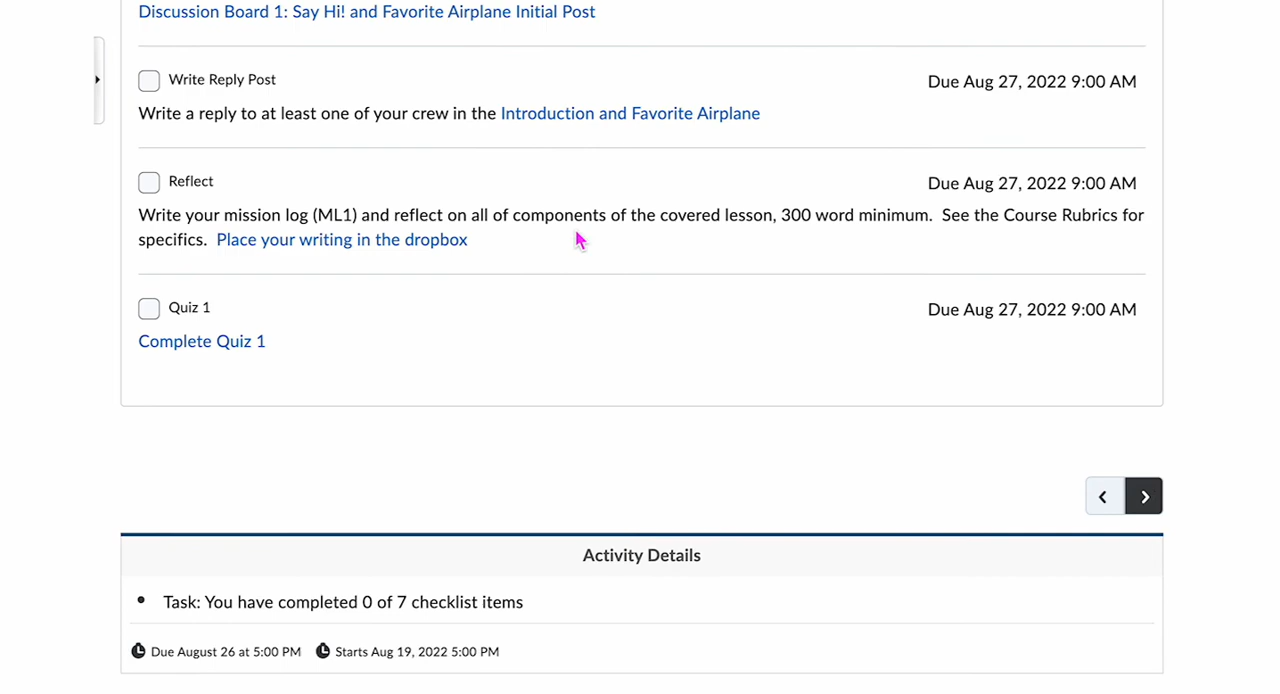 Discussion Board 1: Say Hi! and Favorite Airplane Initial Post
Write Reply Post
Due Aug 27, 2022 9:00 AM
Write a reply to at least one of your crew in the Introduction and Favorite Airplane
Reflect
Due Aug 27, 2022 9:00 AM
Write your mission log (ML1) and reflect on all of components of the covered lesson, 300 word minimum. See the Course Rubrics for
specifics. Place your writing in the dropbox
Quiz 1
Due Aug 27, 2022 9:00 AM
Complete Quiz 1
Activity Details
Task: You have completed 0 of 7 checklist items
Due August 26 at 5:00 PM Starts Aug 19, 2022 5:00 PM